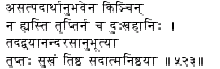 असत्पदार्थानुभवेन किञ्चिन्
न ह्यस्ति तृप्तिर्न च दुःखहानिः ।
तदद्वयानन्दरसानुभूत्या
तृप्तः सुखं तिष्ठ सदात्मनिष्ठया ॥ ५२३॥